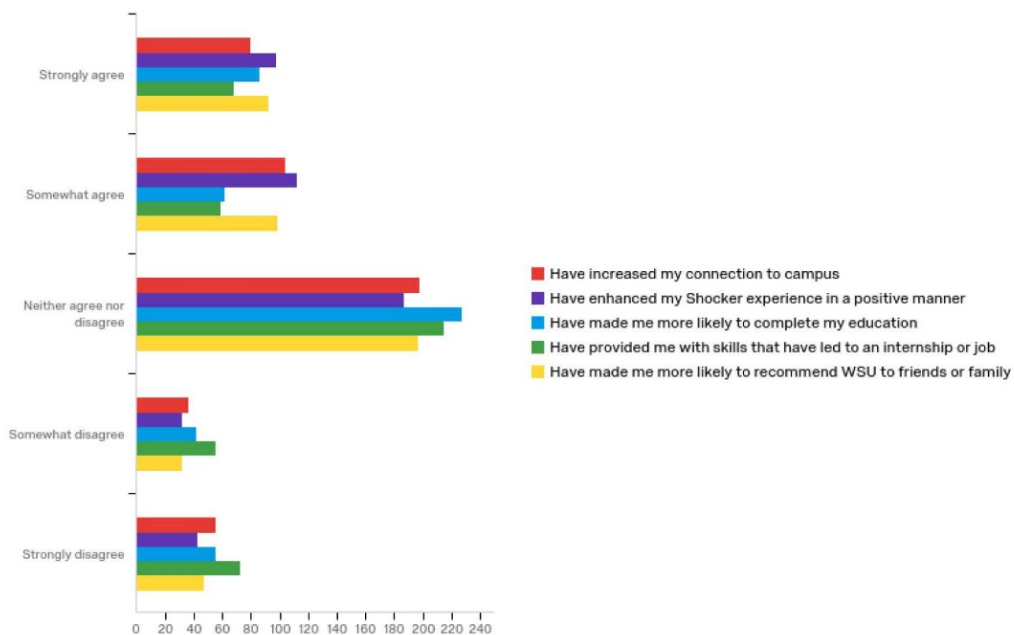 Strongly agree
Somewhat agree
Neither agree nor
disagree
Somewhat disagree
Strongly disagree
0 20 40 60 80 100 120 140 160 180 200 220 240
Have increased my connection to campus
Have enhanced my Shocker experience in a positive manner
Have made me more likely to complete my education
Have provided me with skills that have led to an internship or job
Have made me more likely to recommend WSU to friends or family